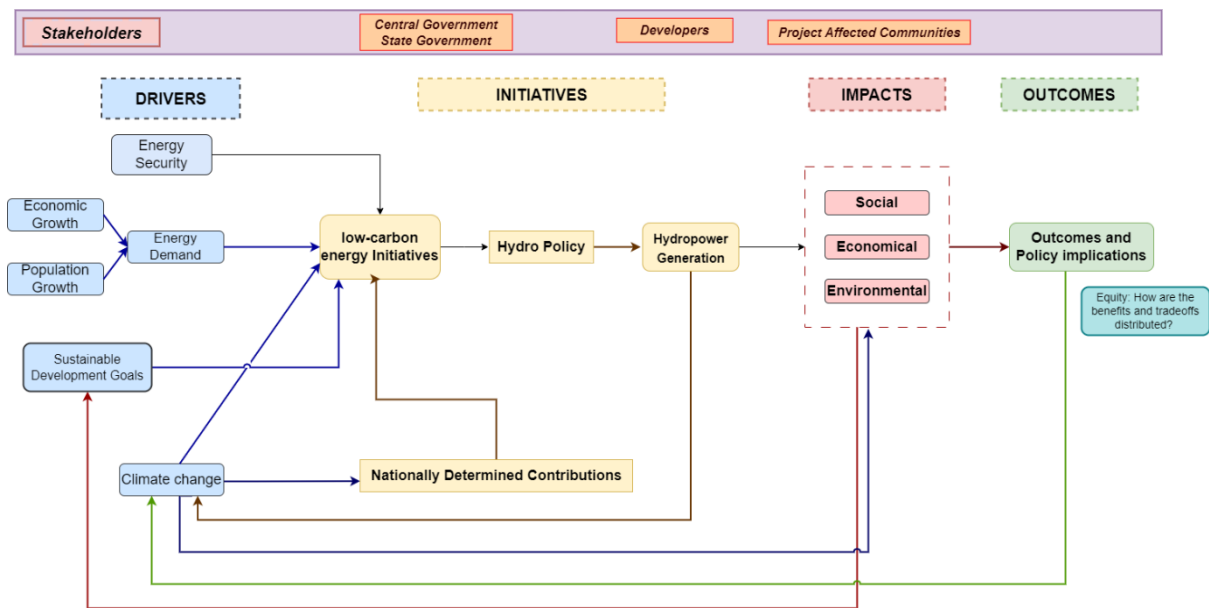 Stakeholders
Central Government
State Government
Developers
Project Affected Communities
DRIVERS
INITIATIVES
IMPACTS
OUTCOMES
Energy
Security
Economic
Growth
Population
Growth
Energy
Demand
low-carbon
energy Initiatives
Hydro Policy
Hydropower
Generation
Social
Economical
Environmental
Outcomes and
Policy implications
Equity: How are the
benefits and tradeoffs
distributed?
Sustainable
Development Goals
Climate change
Nationally Determined Contributions